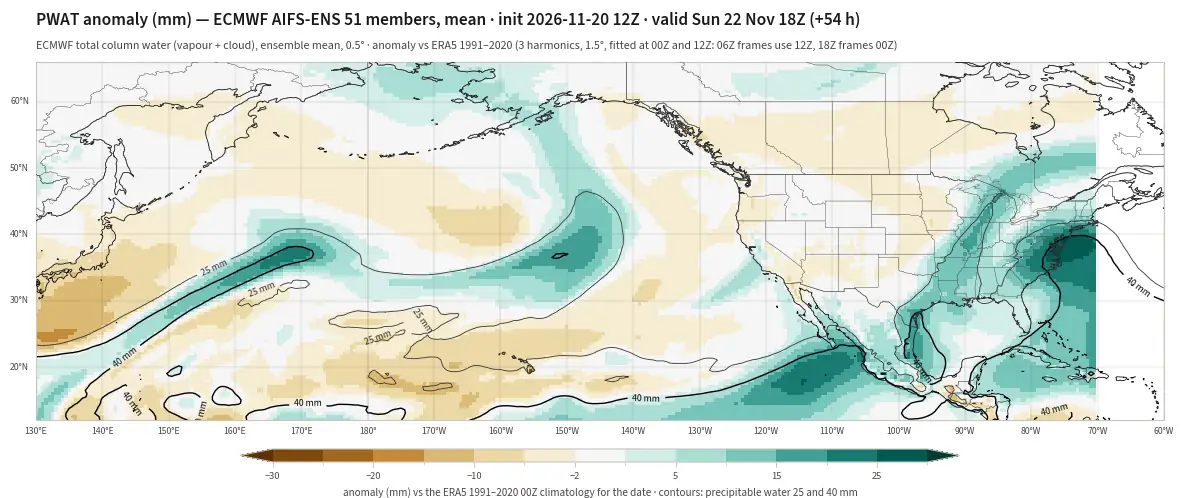 PWAT anomaly (mm) — ECMWF AIFS-ENS 51 members, mean · init 2026-11-20 12Z · valid Sun 22 Nov 18Z (+54 h)
ECMWF total column water (vapour + cloud), ensemble mean, 0.5° · anomaly vs ERA5 1991–2020 (3 harmonics, 1.5°, fitted at 00Z and 12Z: 06Z frames use 12Z, 18Z frames 00Z)
60°N
50°N
40°N
30°N
20°N
25 mm
25 mm
25 mm
25 mm
40 mm
40 mm
mm
40 mm
40 mm
40 mm
40 mm
40 mm
130°E
140°E
150°E
160°E
170°E
180°
170°W
160°W
150°W
140°W
130°W
120°W
110°W
100°W
90°W
80°W
70°W
60°W
−30
−20
−10
−2
5
15
25
anomaly (mm) vs the ERA5 1991–2020 00Z climatology for the date · contours: precipitable water 25 and 40 mm